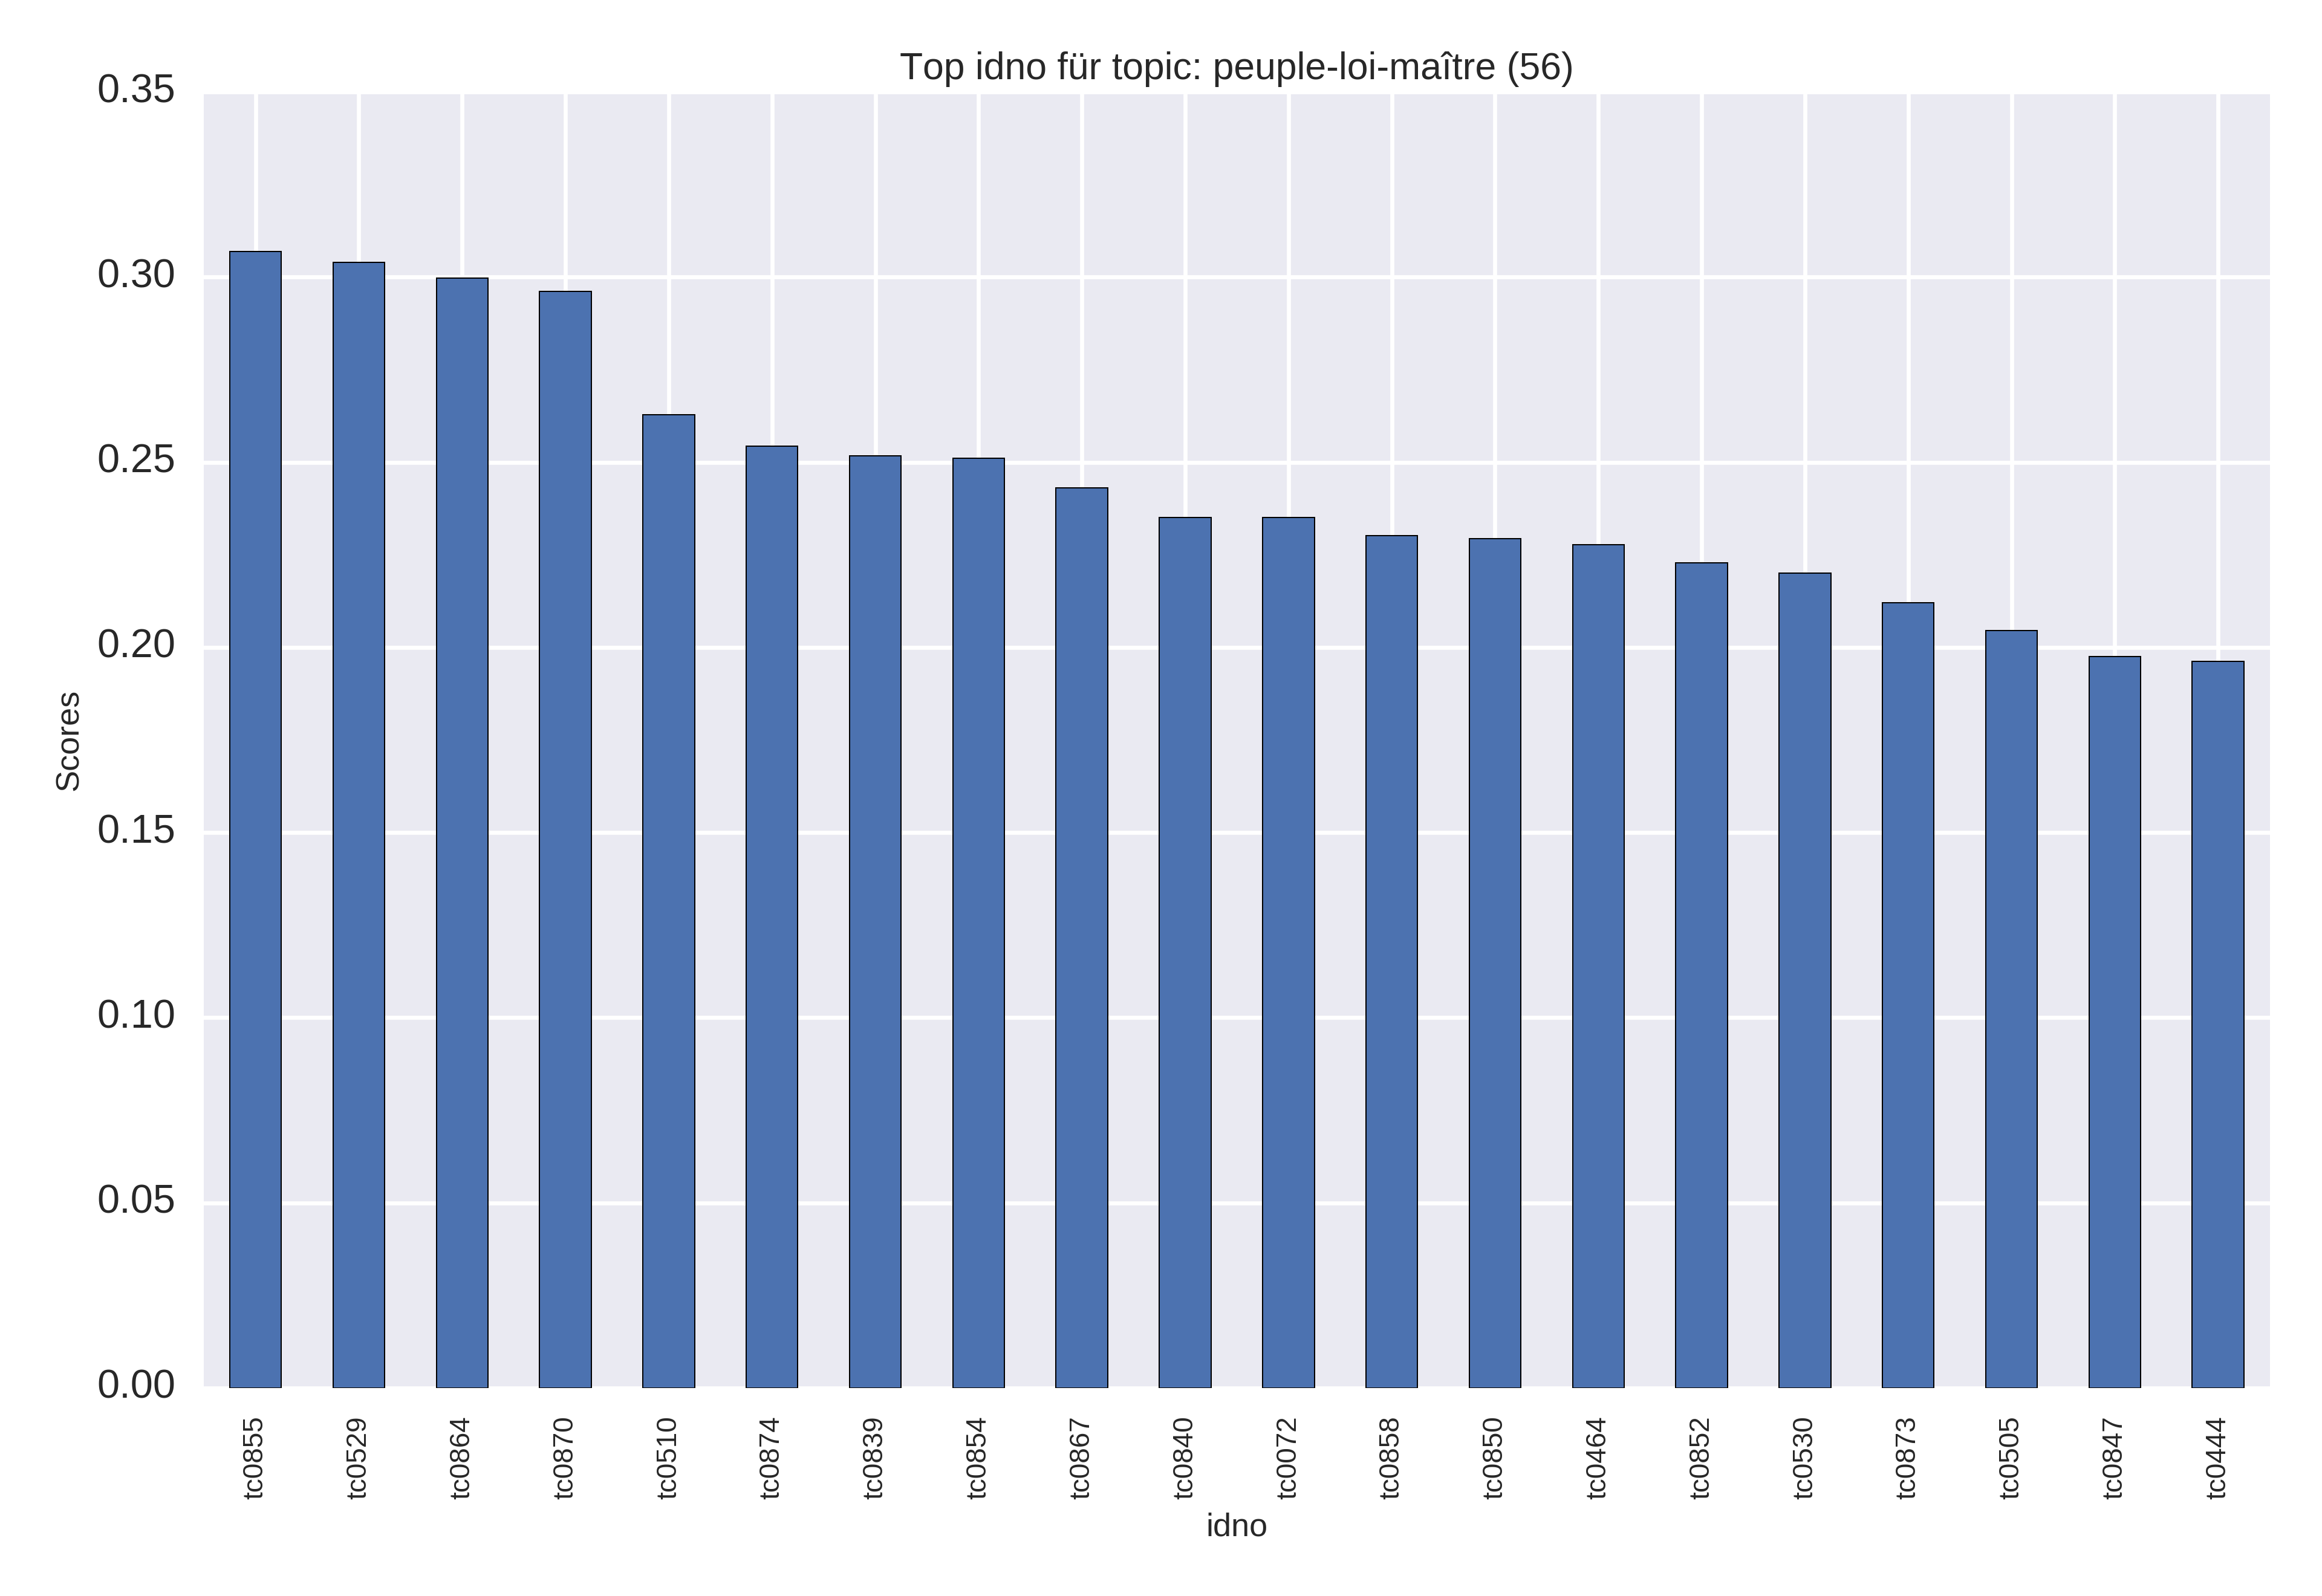 Top idno für topic: peuple-loi-maître (56)
0.35
0.30
0.25
0.20
0.15
0.10
0.05
0.00
Scores
tc0855
tc0529
tc0864
tc0870
tc0510
tc0874
tc0839
tc0854
tc0867
tc0840
tc0072
tc0858
tc0850
tc0464
tc0852
tc0530
tc0873
tc0505
tc0847
tc0444
idno